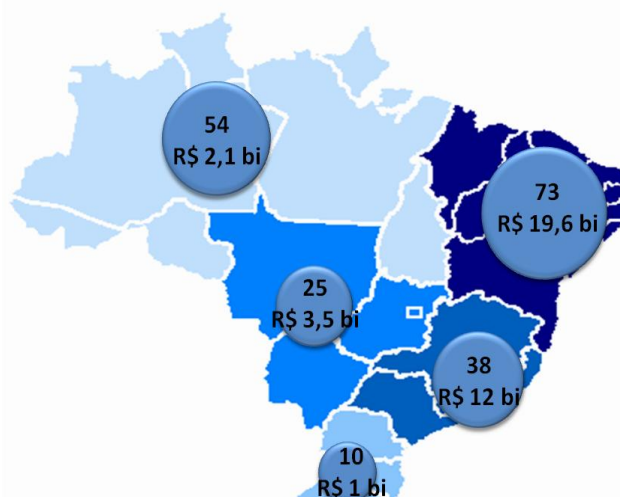 54
R$ 2,1 bi
73
R$ 19,6 bi
25
R$ 3,5 bi
38
R$ 12 bi
10
R$ 1 bi